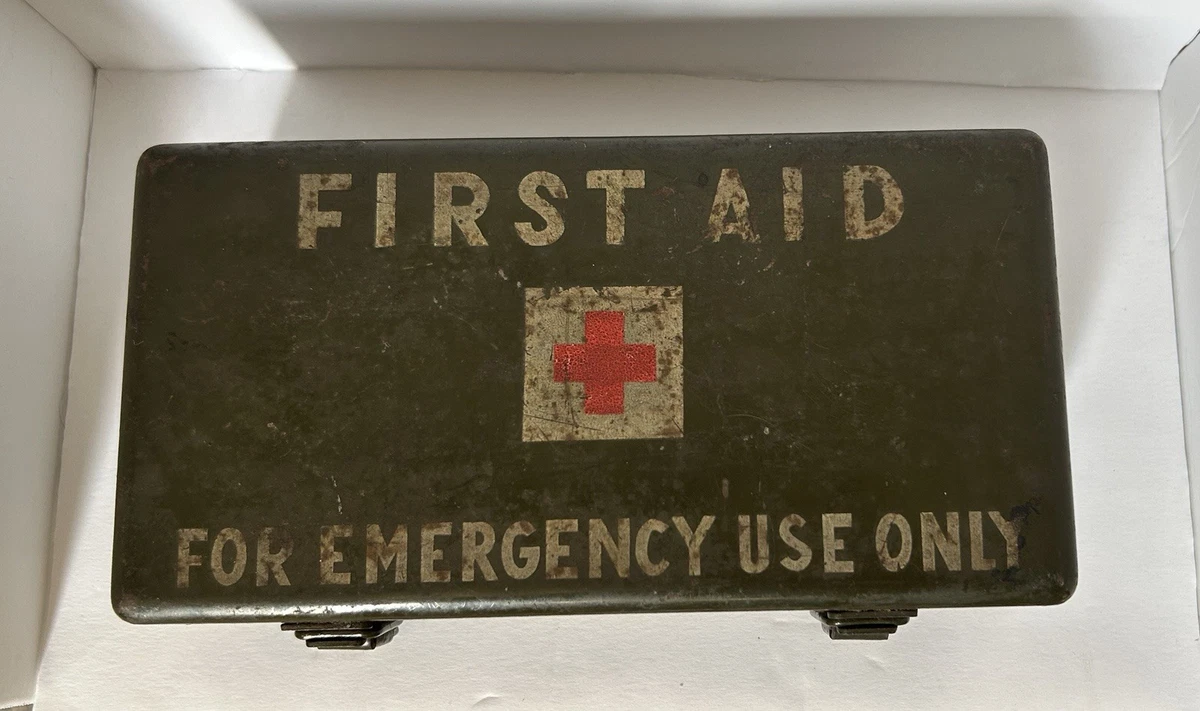 FIRST AID
FOR EMERGENCY USE ONLY